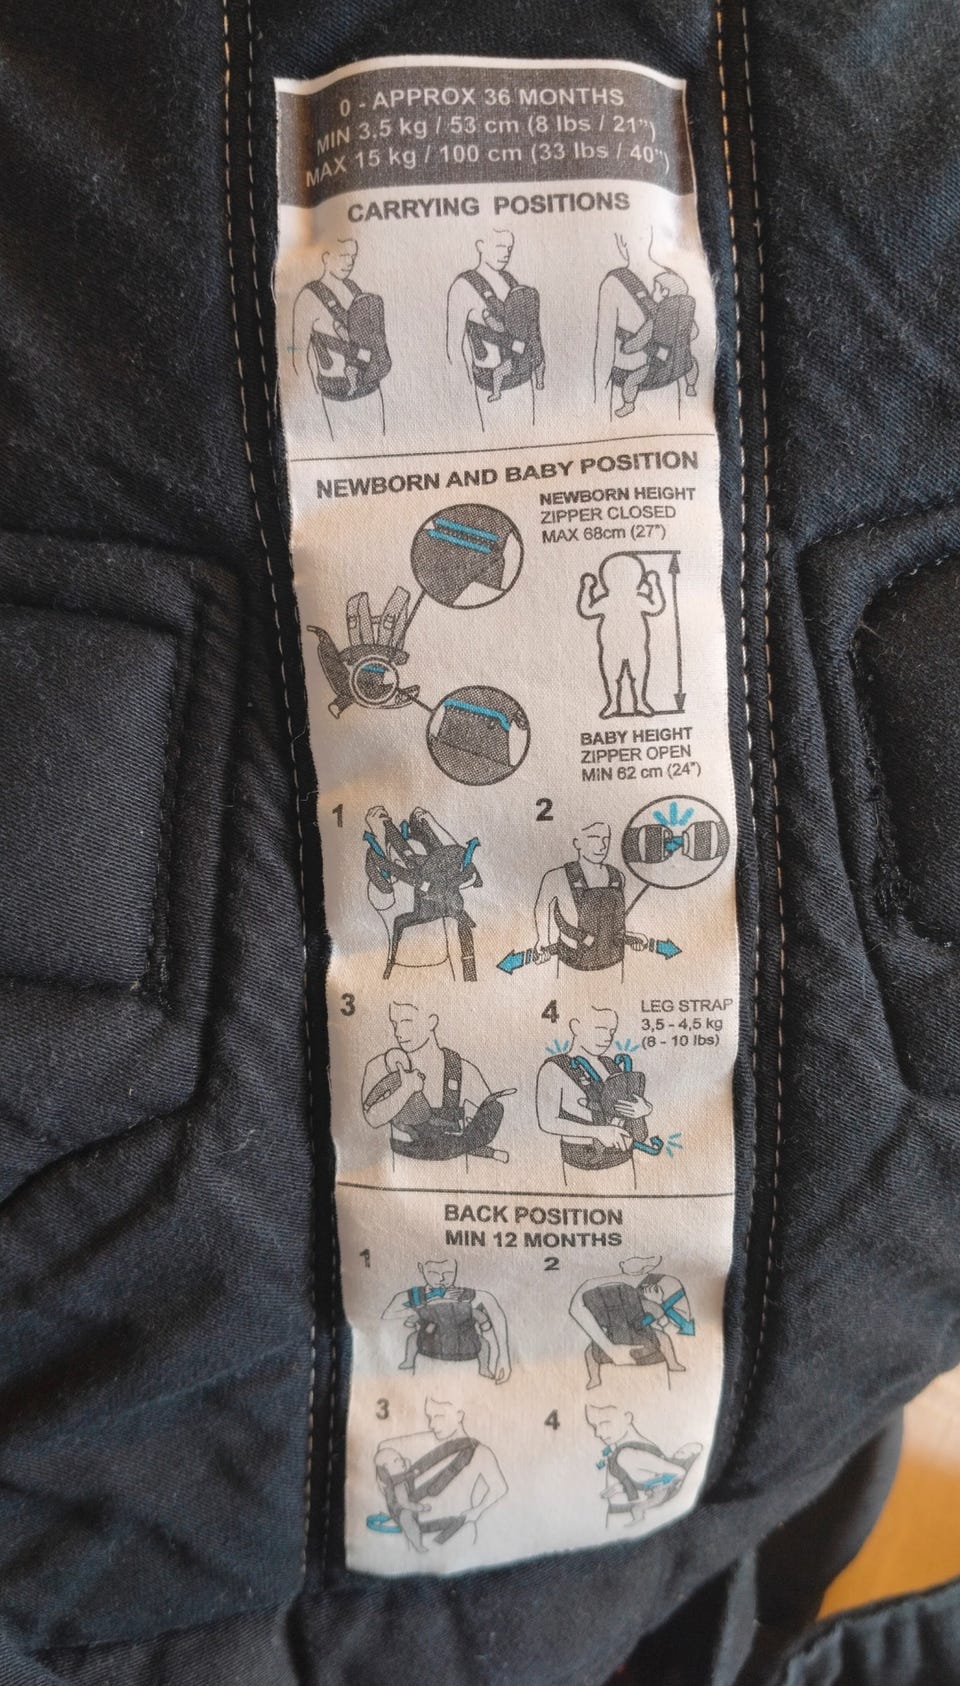 0 - APPROX 36 MONTHS
MIN 3.5 kg / 53 cm (8 lbs / 21")
MAX 15 kg / 100 cm (33 lbs / 40")
CARRYING POSITIONS
NEWBORN AND BABY POSITION
NEWBORN HEIGHT
ZIPPER CLOSED
MAX 68cm (27")
BABY HEIGHT
ZIPPER OPEN
MIN 62 cm (24")
1
2
3
4
LEG STRAP
3,5 - 4,5 kg
(8 - 10 lbs)
BACK POSITION
MIN 12 MONTHS
1
2
3
4